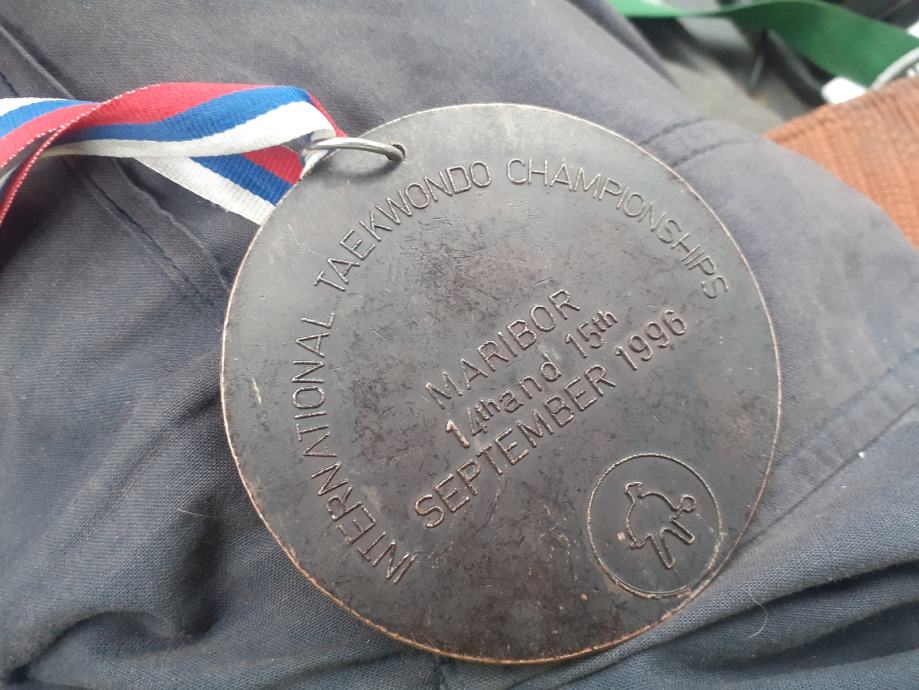 INTERNATIONAL TAEKWONDO CHAMPIONSHIPS
MARIBOR
14th and 15th
SEPTEMBER 1996